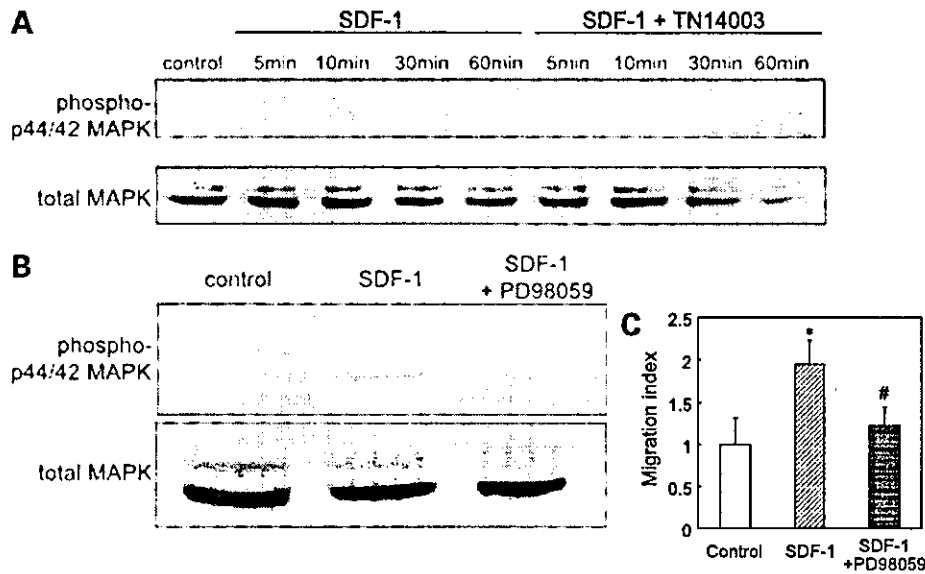 A
SDF-1
SDF-1 + TN14003
control 5min 10min 30min 60min 5min 10min 30min 60min
phospho-
p44/42 MAPK
total MAPK
B
control
SDF-1
SDF-1
+ PD98059
phospho-
p44/42 MAPK
total MAPK
C
Migration index
2.5
2
1.5
1
0.5
0
*
#
Control
SDF-1
SDF-1
+PD98059